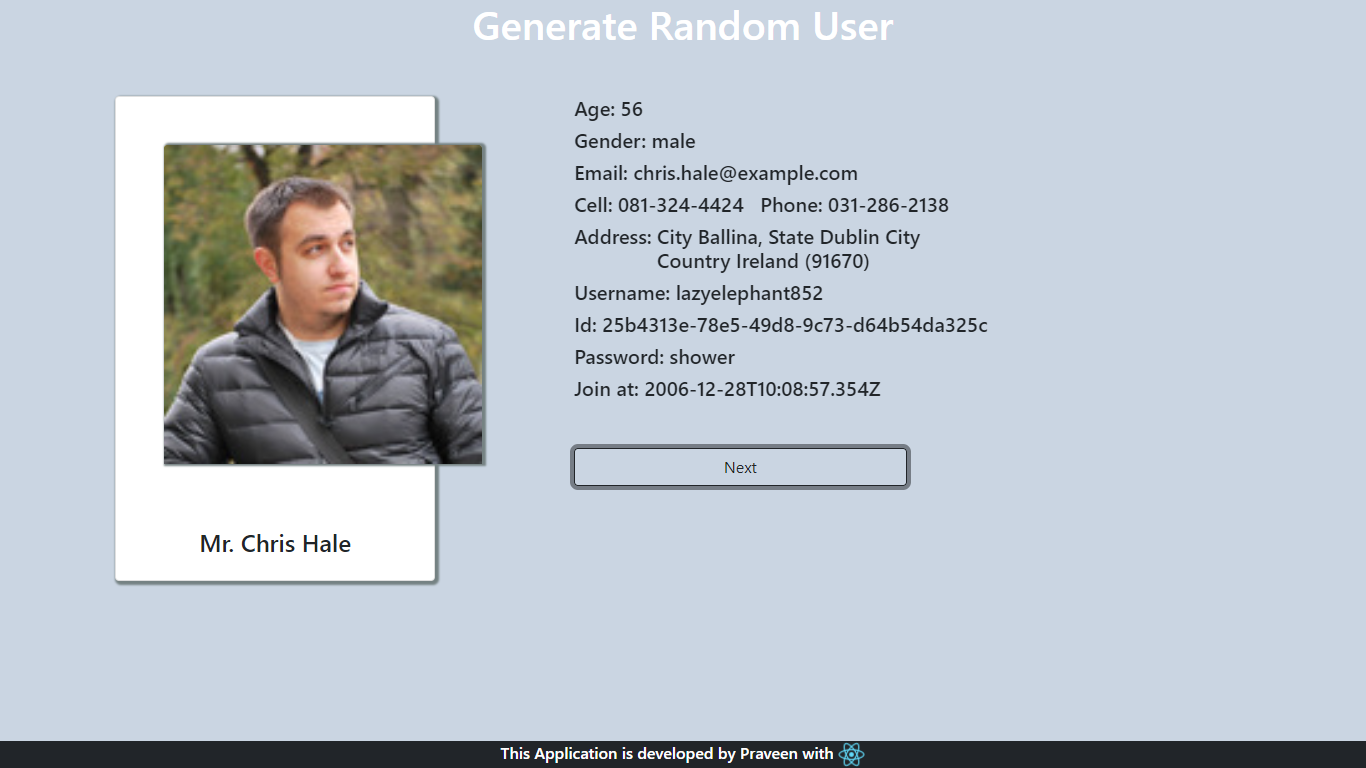 Generate Random User
Mr. Chris Hale
Age: 56
Gender: male
Email: chris.hale@example.com
Cell: 081-324-4424 Phone: 031-286-2138
Address: City Ballina, State Dublin City
Country Ireland (91670)
Username: lazyelephant852
Id: 25b4313e-78e5-49d8-9c73-d64b54da325c
Password: shower
Join at: 2006-12-28T10:08:57.354Z
Next
This Application is developed by Praveen with